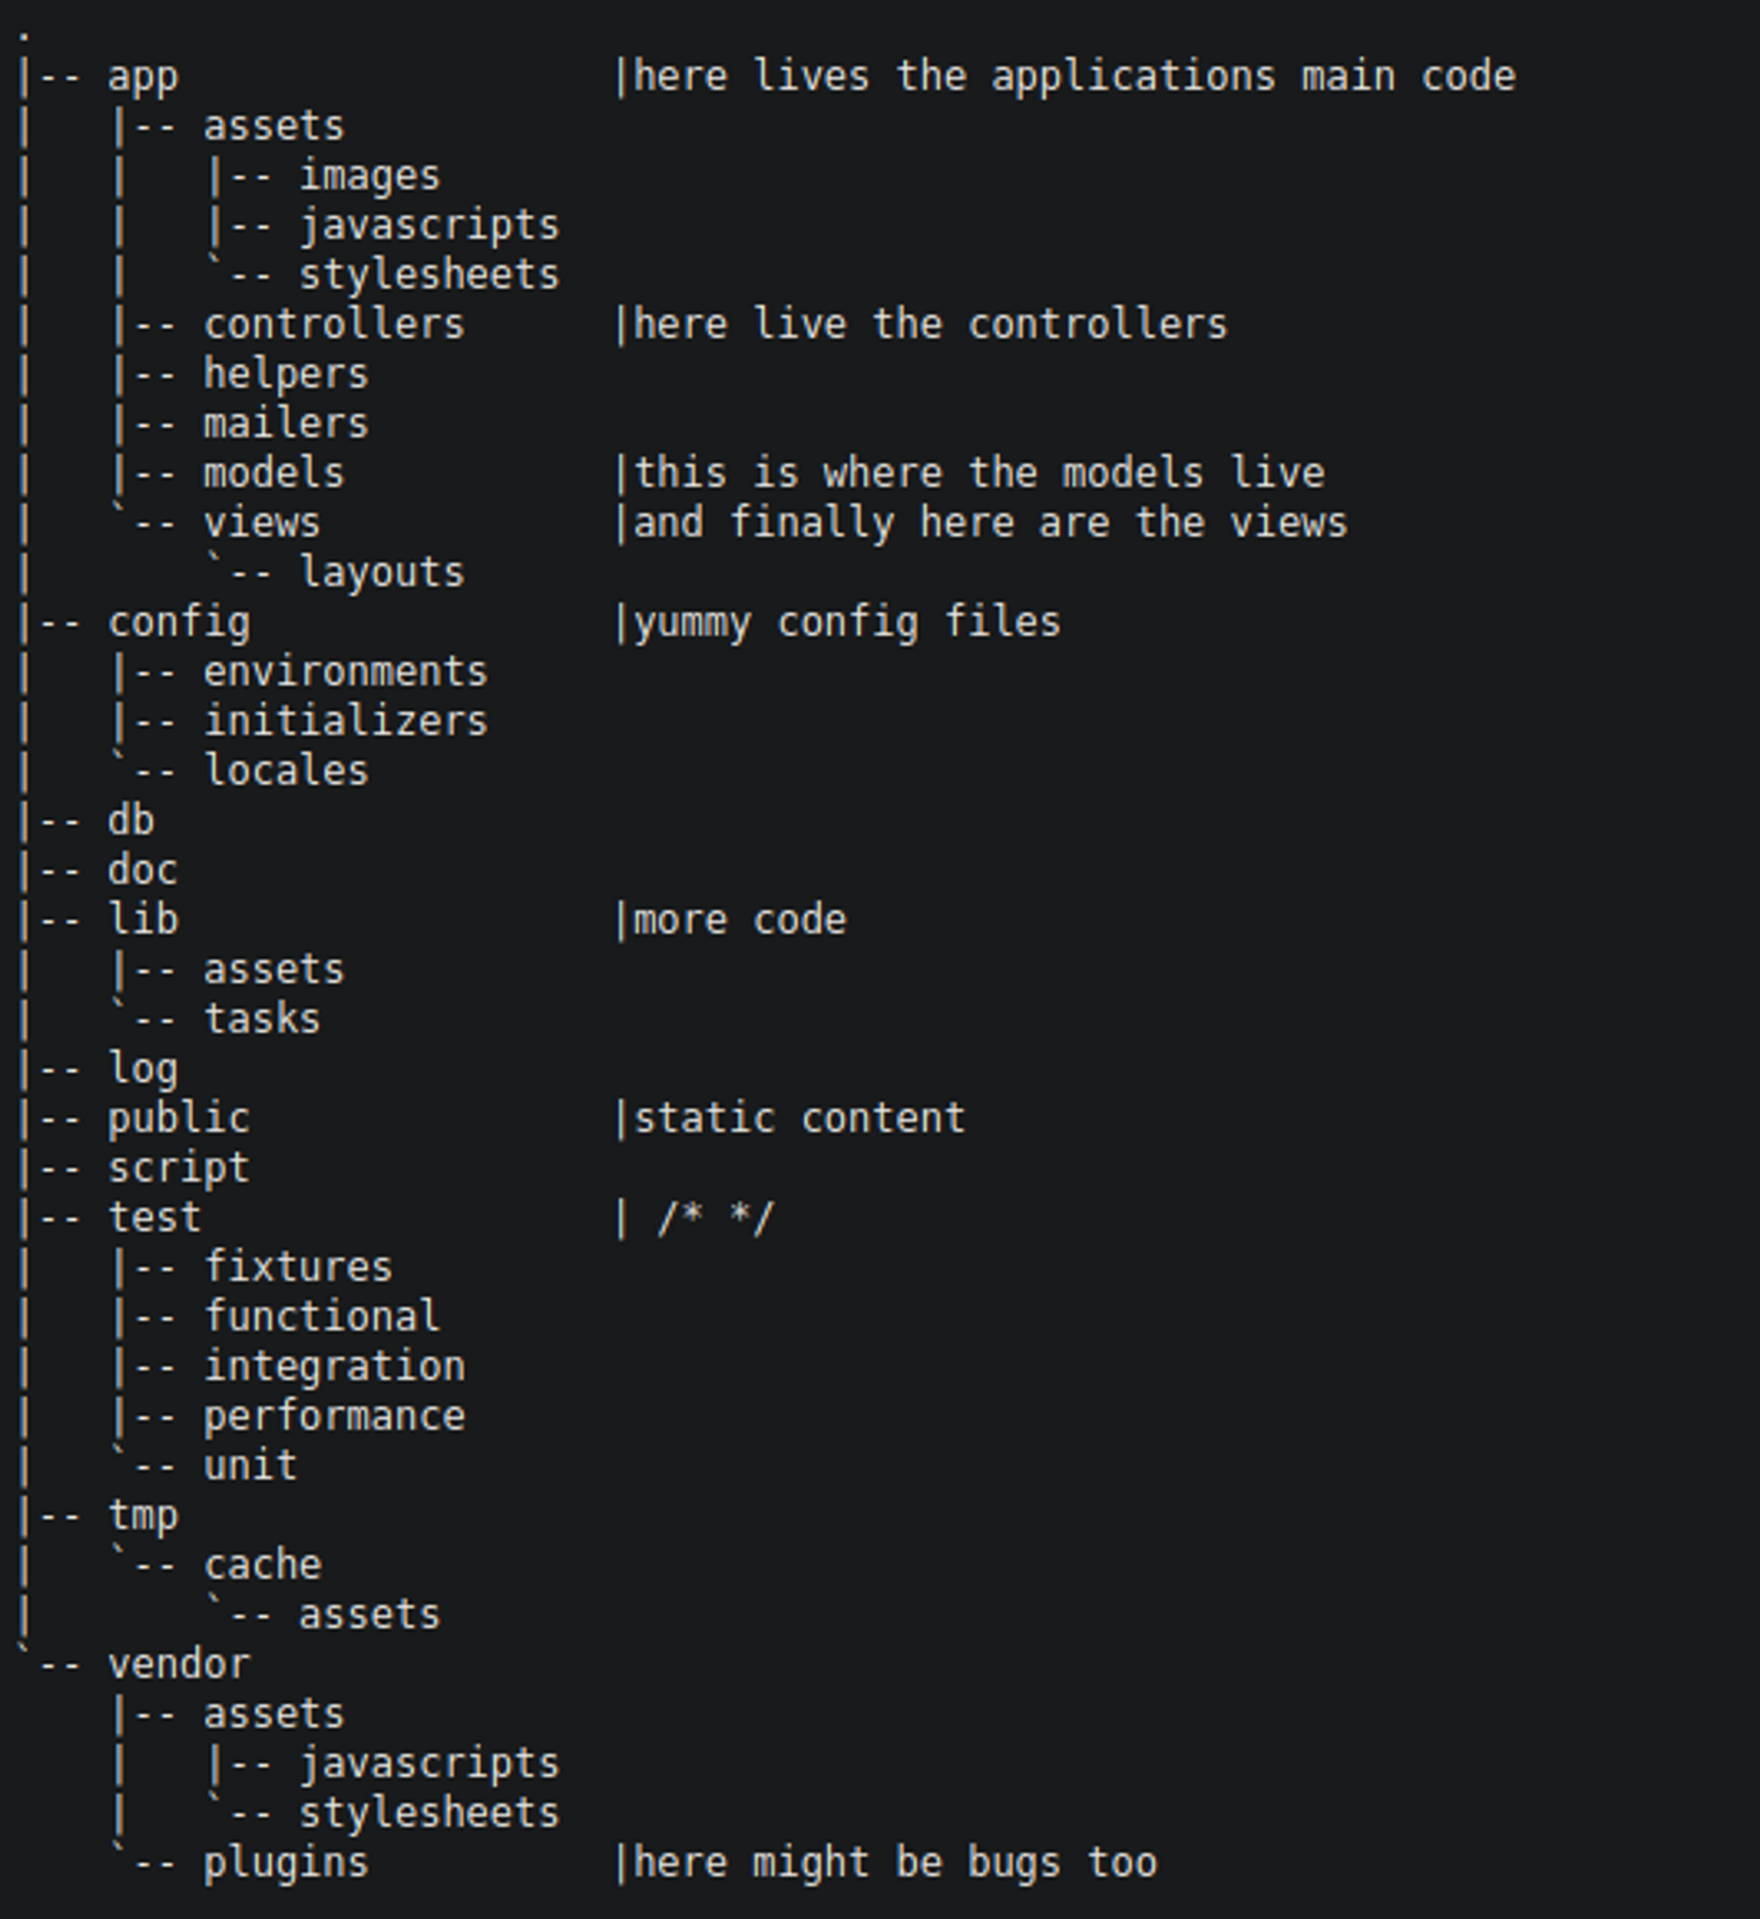 .
|-- app                  |here lives the applications main code
|   |-- assets
|   |   |-- images
|   |   |-- javascripts
|   |   `-- stylesheets
|   |-- controllers      |here live the controllers
|   |-- helpers
|   |-- mailers
|   |-- models           |this is where the models live
|   `-- views            |and finally here are the views
|       `-- layouts
|-- config               |yummy config files
|   |-- environments
|   |-- initializers
|   `-- locales
|-- db
|-- doc
|-- lib                  |more code
|   |-- assets
|   `-- tasks
|-- log
|-- public               |static content
|-- script
|-- test                 | /* */
|   |-- fixtures
|   |-- functional
|   |-- integration
|   |-- performance
|   `-- unit
|-- tmp
|   `-- cache
|       `-- assets
`-- vendor
    |-- assets
    |   |-- javascripts
    |   `-- stylesheets
    `-- plugins          |here might be bugs too